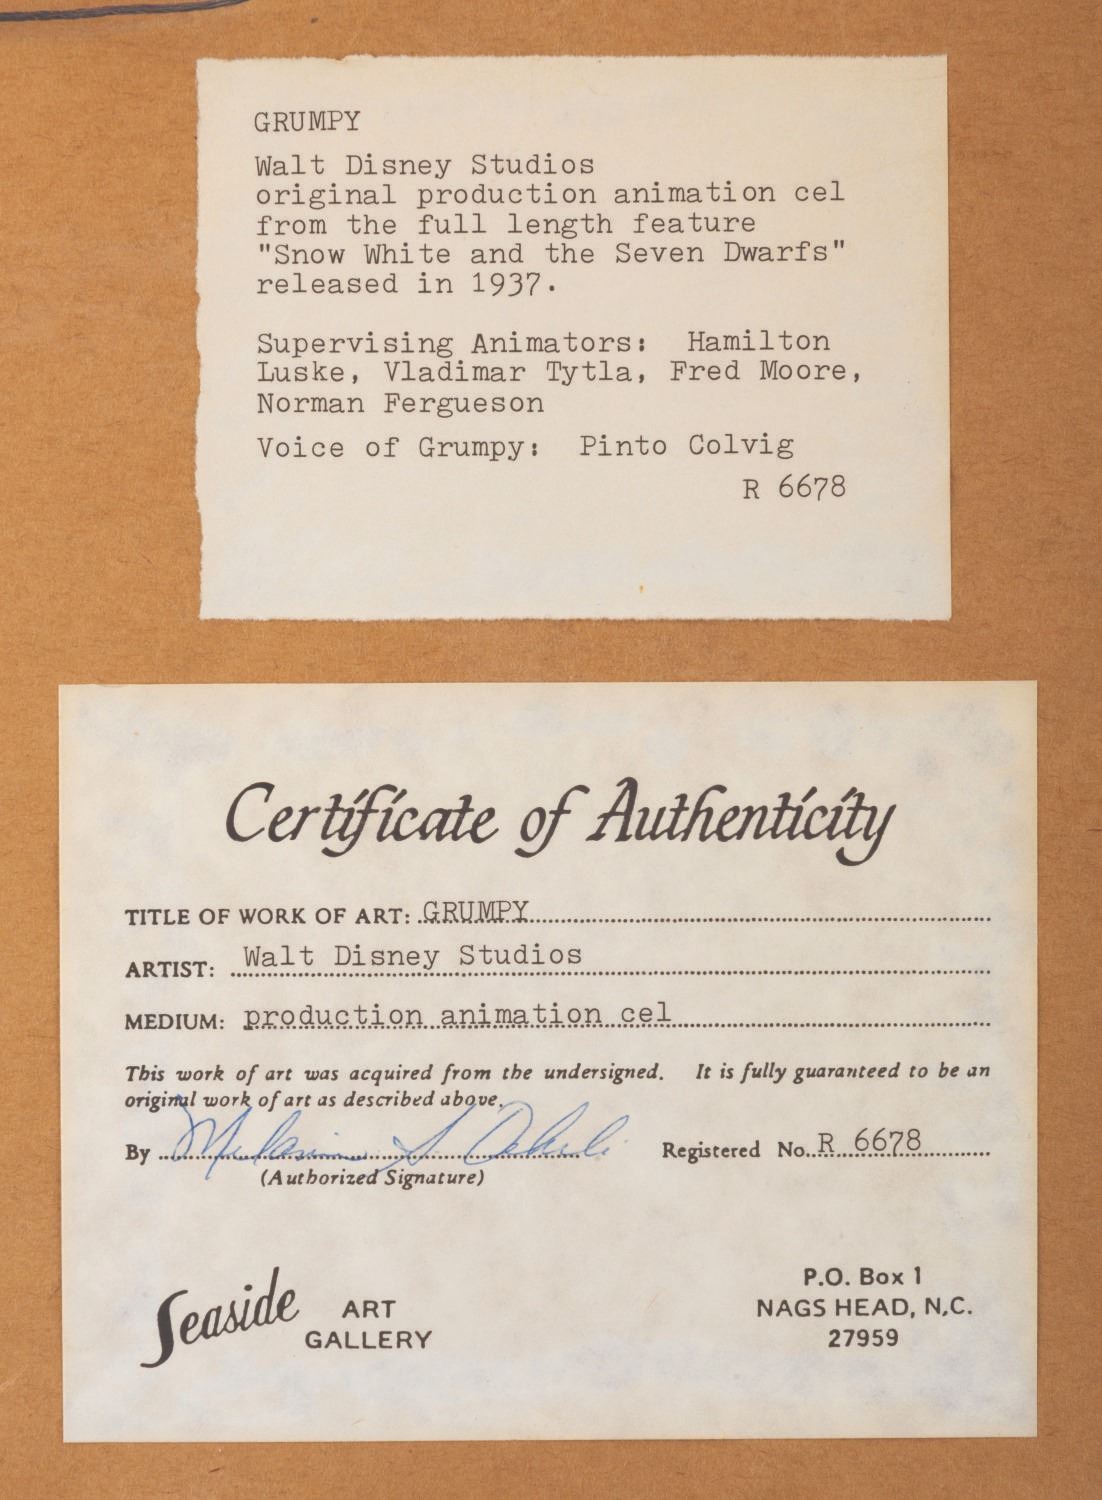 GRUMPY
Walt Disney Studios
original production animation cel
from the full length feature
"Snow White and the Seven Dwarfs"
released in 1937.
Supervising Animators: Hamilton
Luske, Vladimar Tytla, Fred Moore,
Norman Fergueson
Voice of Grumpy: Pinto Colvig
R 6678
Certificate of Authenticity
TITLE OF WORK OF ART: GRUMPY
ARTIST: Walt Disney Studios
MEDIUM: production animation cel
This work of art was acquired from the undersigned. It is fully guaranteed to be an
original work of art as described above.
By Melanie S. Registered No. R 6678
(Authorized Signature)
Seaside ART GALLERY
P.O. Box 1
NAGS HEAD, N.C.
27959